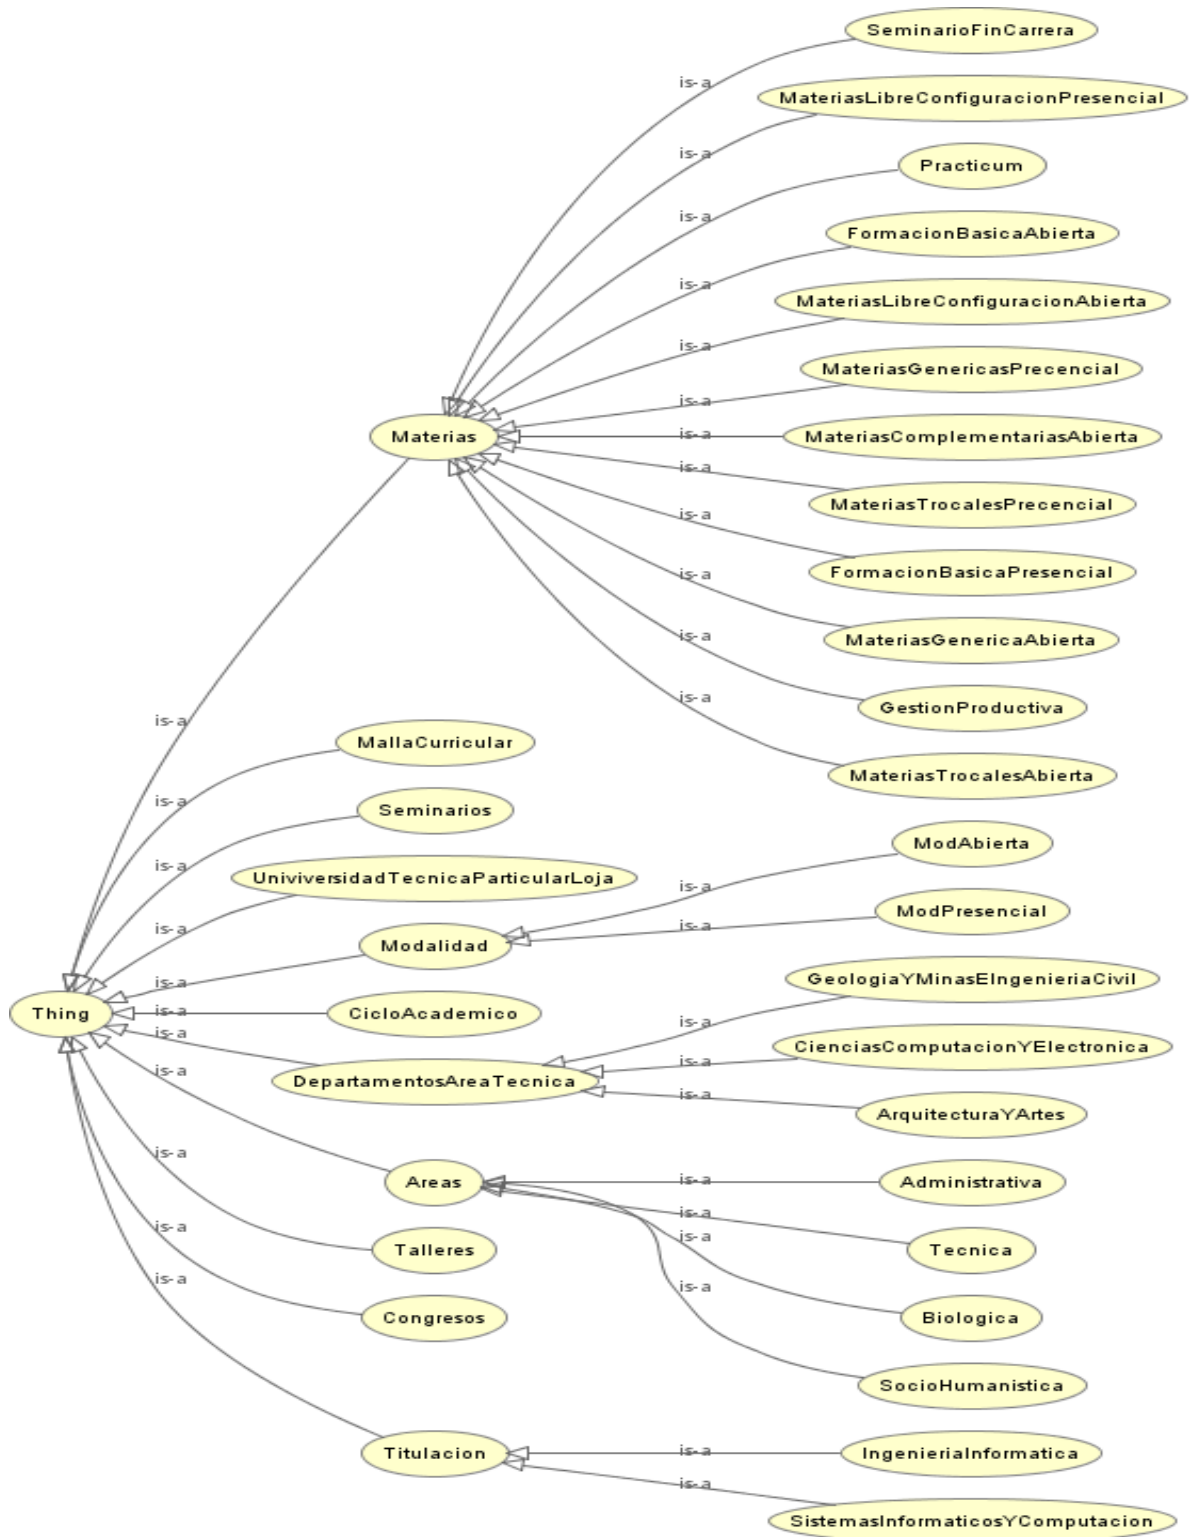 SeminarioFinCarrera
is-a
MateriasLibreConfiguracionPresencial
is-a
Practicum
is-a
FormacionBasicaAbierta
is-a
MateriasLibreConfiguracionAbierta
is-a
MateriasGenericasPrecencial
is-a
Materias
is-a
MateriasComplementariasAbierta
is-a
MateriasTrocalesPrecencial
is-a
FormacionBasicaPresencial
is-a
MateriasGenericaAbierta
is-a
GestionProductiva
is-a
MateriasTrocalesAbierta
is-a
MallaCurricular
is-a
Seminarios
is-a
UniviversidadTecnicaParticularLoja
is-a
ModAbierta
is-a
ModPresencial
is-a
Modalidad
is-a
GeologiaYMinasEIngenieriaCivil
is-a
Thing
is-a
CicloAcademico
is-a
CienciasComputacionYElectronica
is-a
DepartamentosAreaTecnica
is-a
ArquitecturaYArtes
is-a
Areas
is-a
Administrativa
is-a
Tecnica
is-a
Talleres
is-a
Biologica
is-a
Congresos
is-a
SocioHumanistica
is-a
Titulacion
is-a
IngenieriaInformatica
is-a
SistemasInformaticosYComputacion